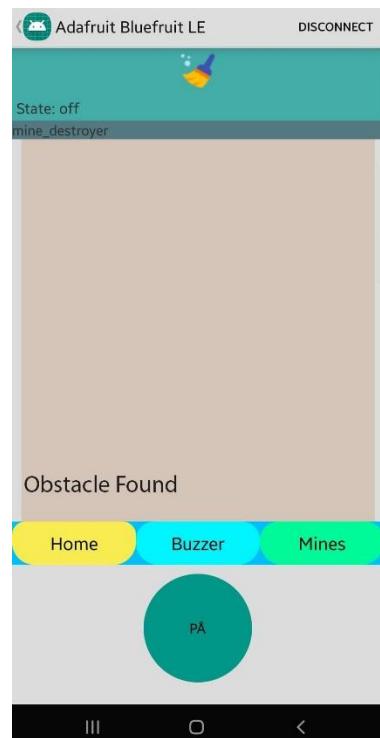 Adafruit Bluefruit LE DISCONNECT
State: off
mine_destroyer
Obstacle Found
Home Buzzer Mines
PÅ